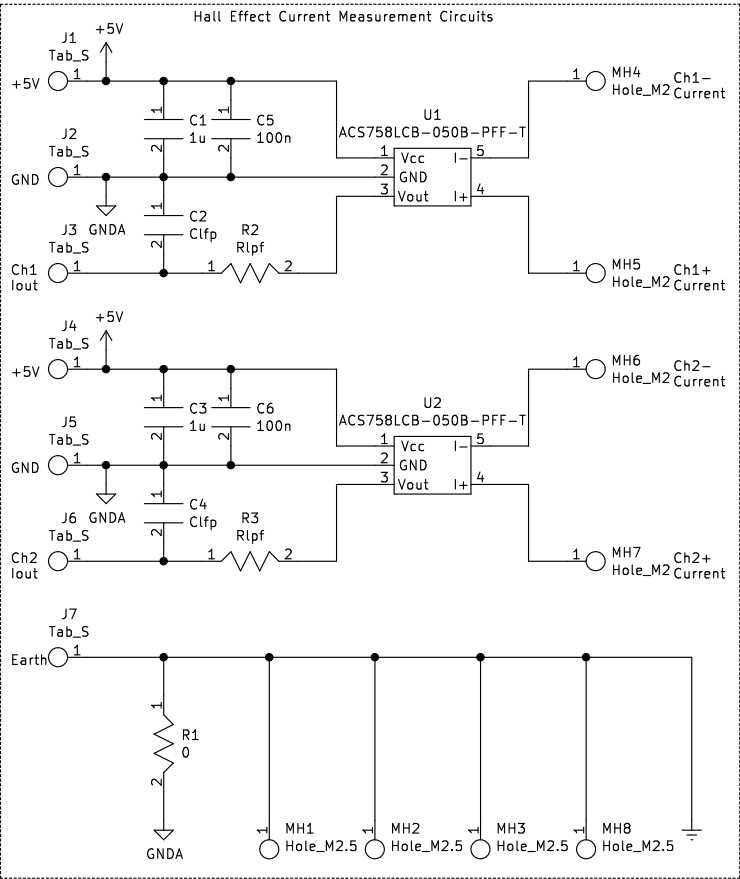 Hall Effect Current Measurement Circuits
J1
Tab_S
+5V
+5V
1
C1
1u
1
2
C5
100n
1
2
U1
ACS758LCB-050B-PFF-T
1
Vcc
2
GND
3
Vout
I-
5
I+
4
1
MH4
Hole_M2
Ch1-
Current
J2
Tab_S
GND
1
GNDA
C2
Clfp
1
2
J3
Tab_S
Ch1
Iout
1
R2
Rlpf
1
2
1
MH5
Hole_M2
Ch1+
Current
J4
Tab_S
+5V
+5V
1
C3
1u
1
2
C6
100n
1
2
U2
ACS758LCB-050B-PFF-T
1
Vcc
2
GND
3
Vout
I-
5
I+
4
1
MH6
Hole_M2
Ch2-
Current
J5
Tab_S
GND
1
GNDA
C4
Clfp
1
2
J6
Tab_S
Ch2
Iout
1
R3
Rlpf
1
2
1
MH7
Hole_M2
Ch2+
Current
J7
Tab_S
Earth
1
1
R1
0
2
GNDA
1
MH1
Hole_M2.5
1
MH2
Hole_M2.5
1
MH3
Hole_M2.5
1
MH8
Hole_M2.5